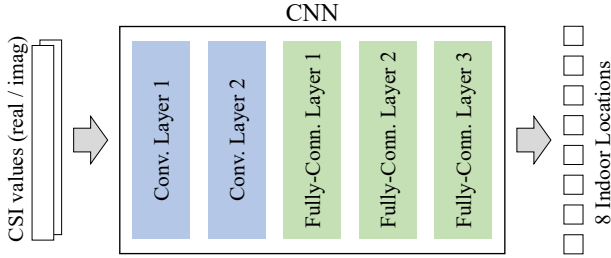 CNN
CSI values (real / imag)
Conv. Layer 1
Conv. Layer 2
Fully-Conn. Layer 1
Fully-Conn. Layer 2
Fully-Conn. Layer 3
8 Indoor Locations